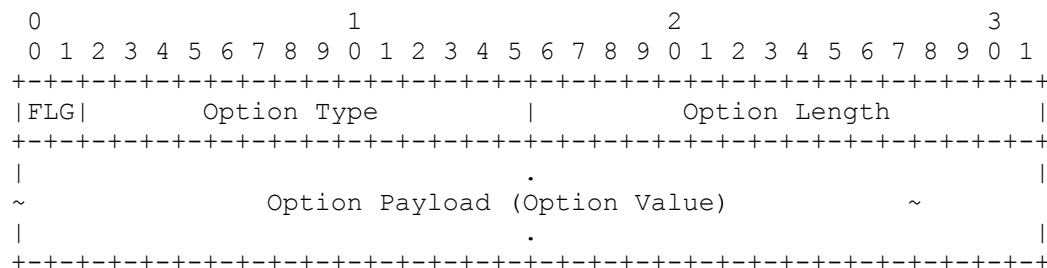 0                   1                   2                   3
 0 1 2 3 4 5 6 7 8 9 0 1 2 3 4 5 6 7 8 9 0 1 2 3 4 5 6 7 8 9 0 1
+-+-+-+-+-+-+-+-+-+-+-+-+-+-+-+-+-+-+-+-+-+-+-+-+-+-+-+-+-+-+-+-+
|FLG|       Option Type         |         Option Length         |
+-+-+-+-+-+-+-+-+-+-+-+-+-+-+-+-+-+-+-+-+-+-+-+-+-+-+-+-+-+-+-+-+
|                               .                               |
~               Option Payload (Option Value)           ~
|                               .                               |
+-+-+-+-+-+-+-+-+-+-+-+-+-+-+-+-+-+-+-+-+-+-+-+-+-+-+-+-+-+-+-+-+